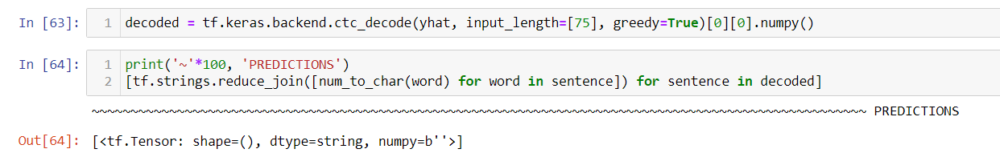 In [63]: 1 decoded = tf.keras.backend.ctc_decode(yhat, input_length=[75], greedy=True)[0][0].numpy()
In [64]: 1 print('~'*100, 'PREDICTIONS')
2 [tf.strings.reduce_join([num_to_char(word) for word in sentence]) for sentence in decoded]
~~~~~~~~~~~~~~~~~~~~~~~~~~~~~~~~~~~~~~~~~~~~~~~~~~~~~~~~~~~~~~~~~~~~~~~~~~~~~~~~~~~~~~~~~~~~~~~~~~~~ PREDICTIONS
Out[64]: [<tf.Tensor: shape=(), dtype=string, numpy=b''>]